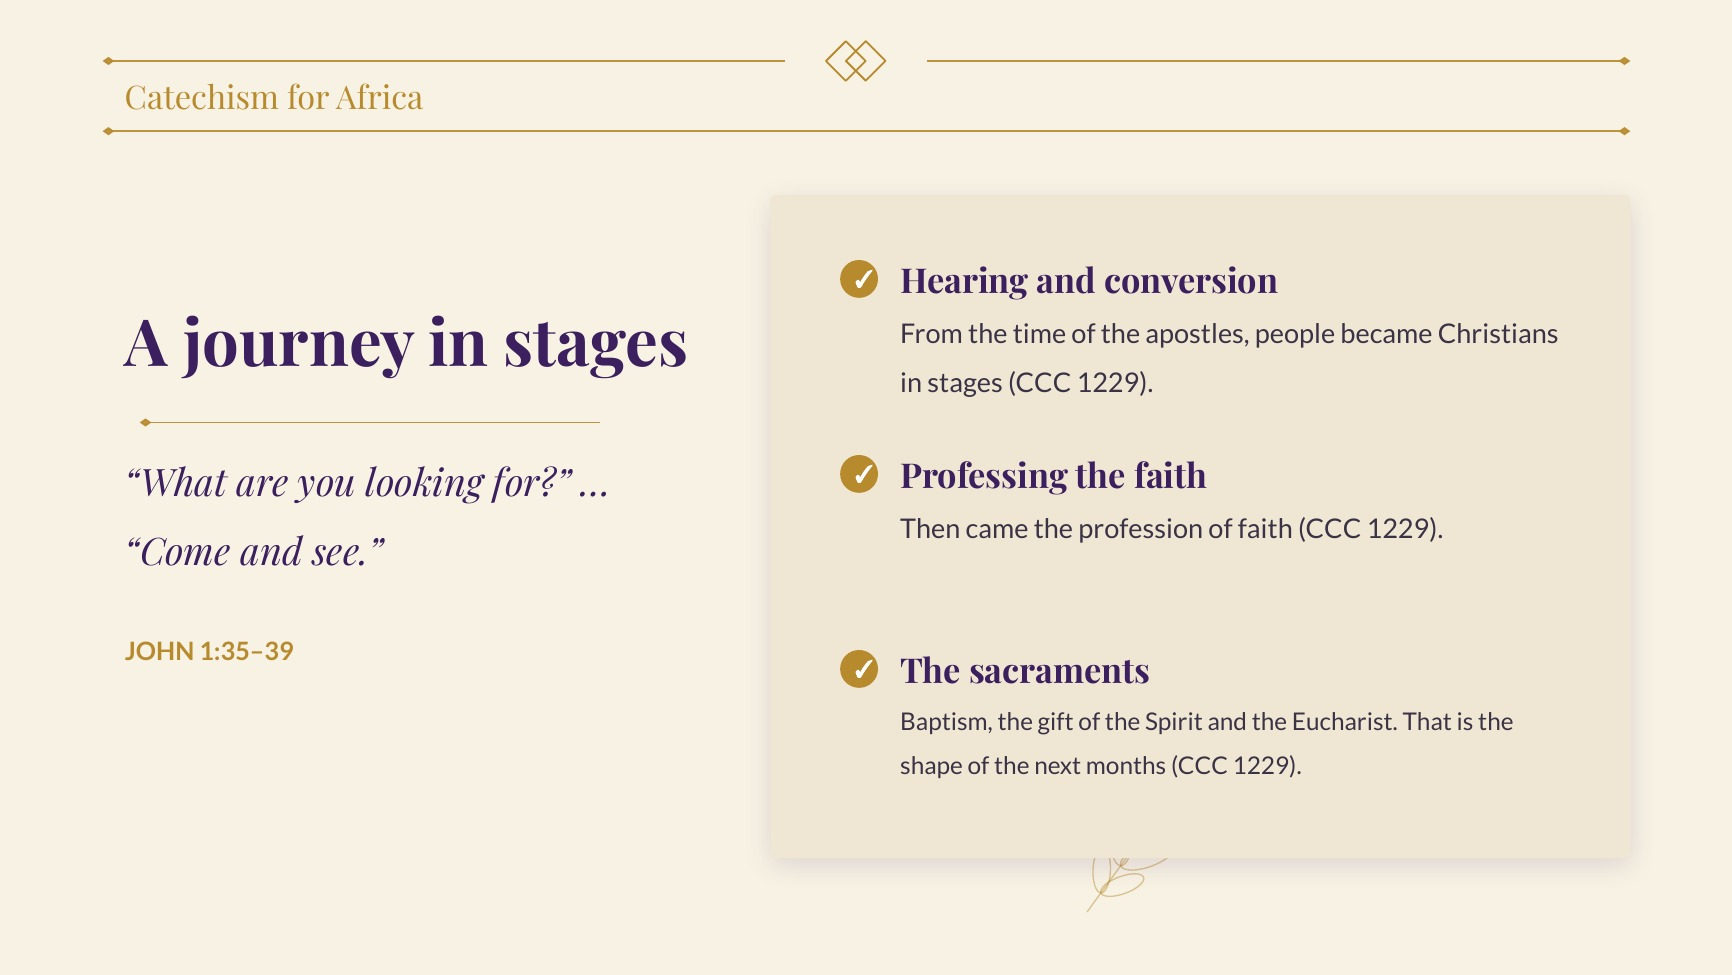 Catechism for Africa
A journey in stages
“What are you looking for?” …
“Come and see.”
JOHN 1:35–39
✓ Hearing and conversion
From the time of the apostles, people became Christians
in stages (CCC 1229).
✓ Professing the faith
Then came the profession of faith (CCC 1229).
✓ The sacraments
Baptism, the gift of the Spirit and the Eucharist. That is the
shape of the next months (CCC 1229).